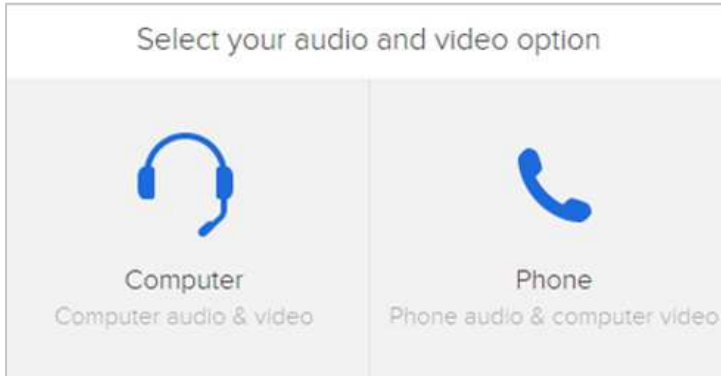 Select your audio and video option
Computer
Computer audio & video
Phone
Phone audio & computer video